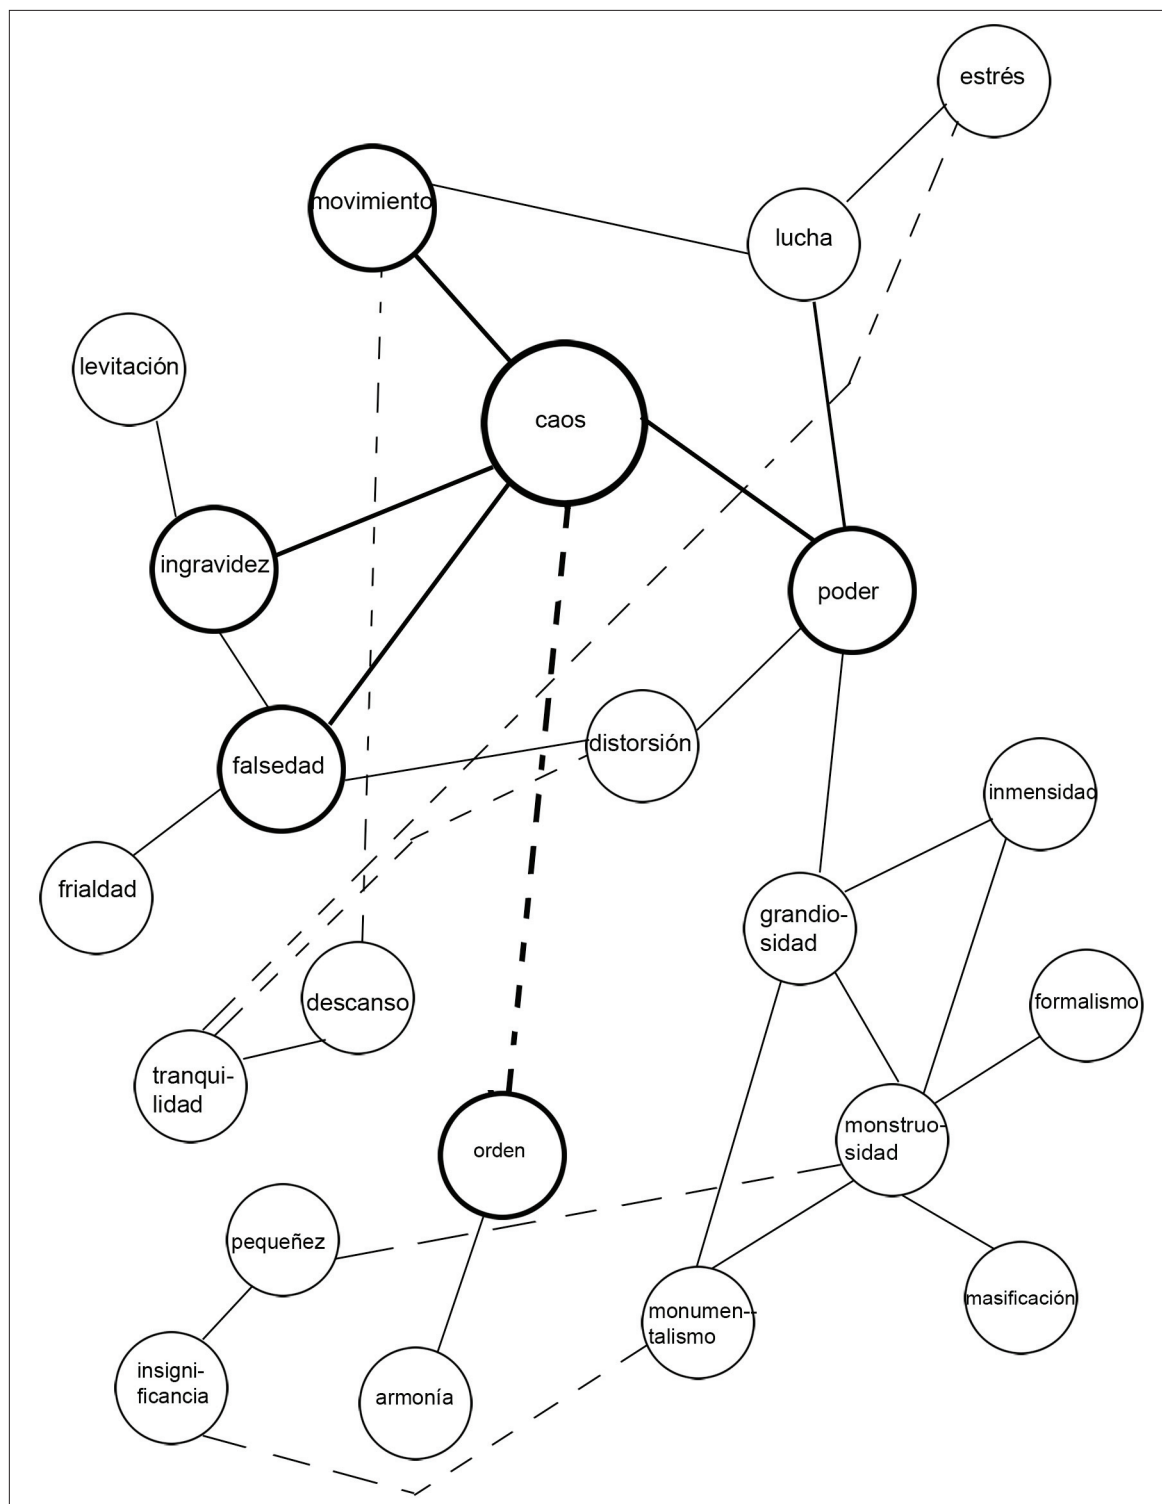 estrés
movimiento
lucha
levitación
caos
ingravidez
poder
distorsión
falsedad
inmensidad
frialdad
grandio-
sidad
descanso
formalismo
tranqui-
lidad
monstruo-
sidad
orden
pequeñez
masificación
monumen--
talismo
insigni-
ficancia
armonía